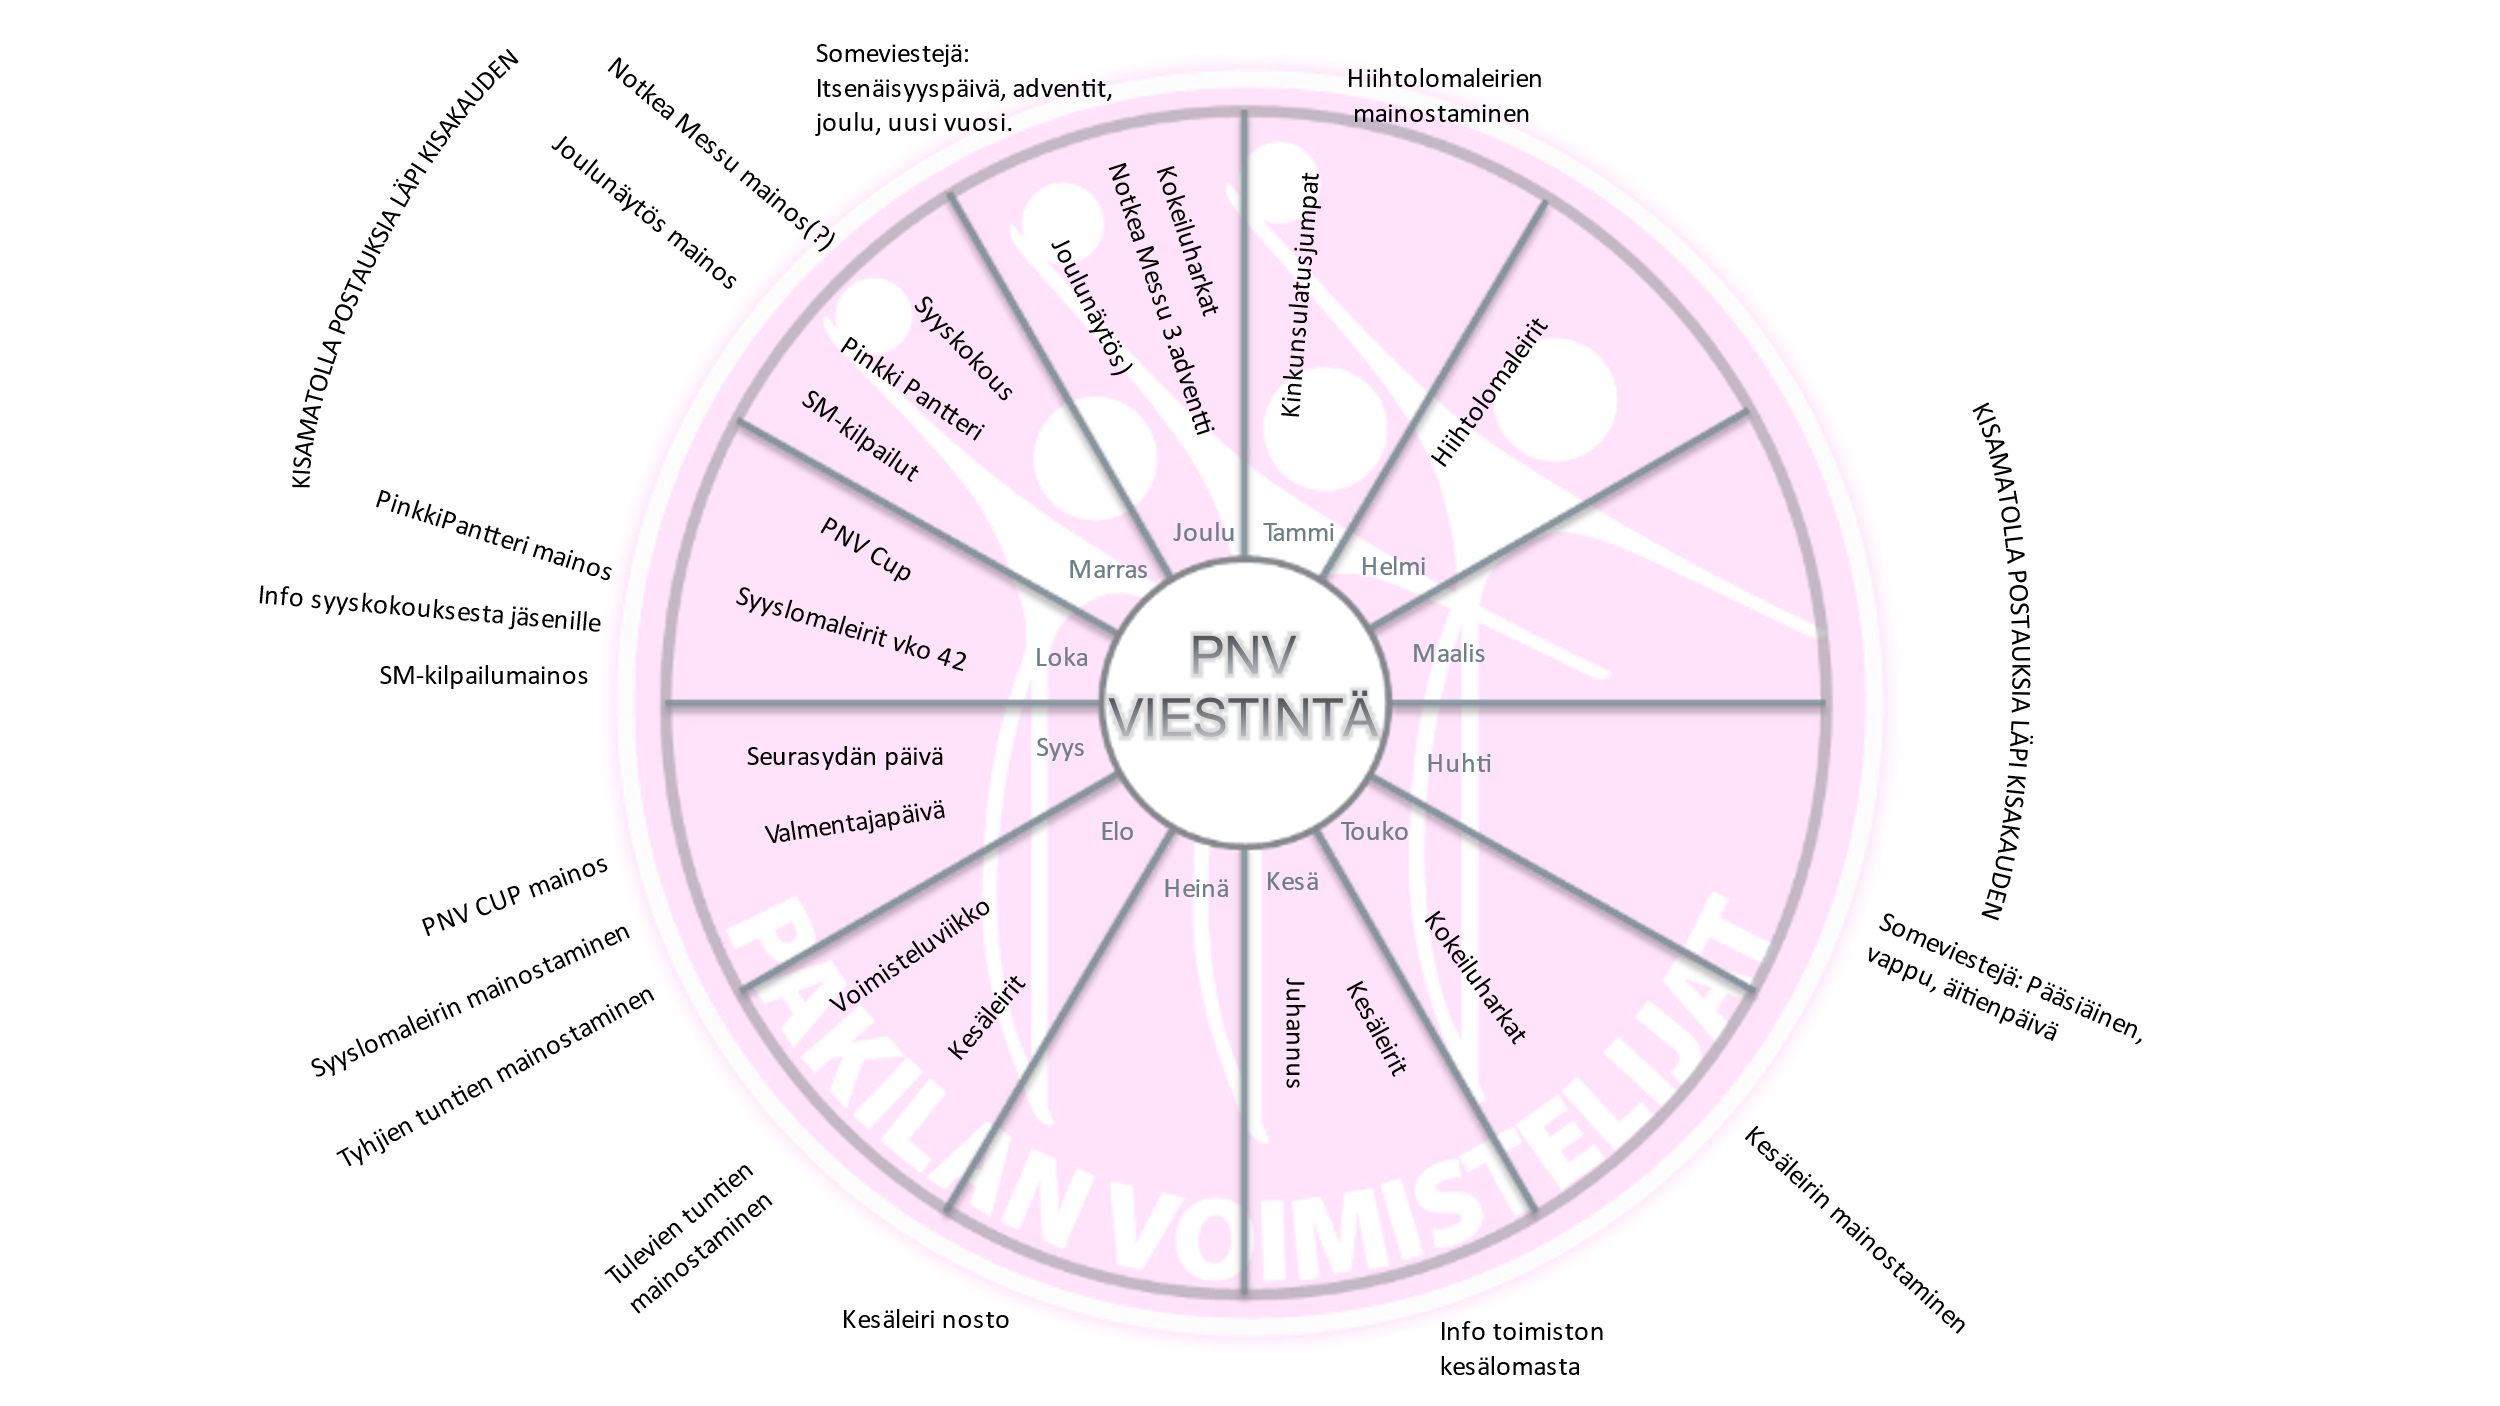 PNV
VIESTINTÄ
Tammi
Kinkunsulatusjumpat
Hiihtolomaleirien
mainostaminen
Helmi
Hiihtolomaleirit
Maalis
KISAMATOLLA POSTAUKSIA LÄPI KISAKAUDEN
Huhti
Someviestejä: Pääsiäinen,
vappu, äitienpäivä
Touko
Kokeiluharkat
Kesäleirin mainostaminen
Kesä
Kesäleirit
Juhannus
Info toimiston
kesälomasta
Heinä
Kesäleiri nosto
Elo
Kesäleirit
Voimisteluviikko
Tulevien tuntien
mainostaminen
Syys
Seurasydän päivä
Valmentajapäivä
PNV CUP mainos
Syyslomaleirin mainostaminen
Tyhjien tuntien mainostaminen
Loka
PNV Cup
Syyslomaleirit vko 42
PinkkiPantteri mainos
Info syyskokouksesta jäsenille
SM-kilpailumainos
Marras
Syyskokous
Pinkki Pantteri
SM-kilpailut
Notkea Messu mainos(?)
Joulunäytös mainos
KISAMATOLLA POSTAUKSIA LÄPI KISAKAUDEN
Joulu
Kokeiluharkat
Notkea Messu 3.adventti
Joulunäytös)
Someviestejä:
Itsenäisyyspäivä, adventit,
joulu, uusi vuosi.
PAKILAN VOIMISTELIJAT